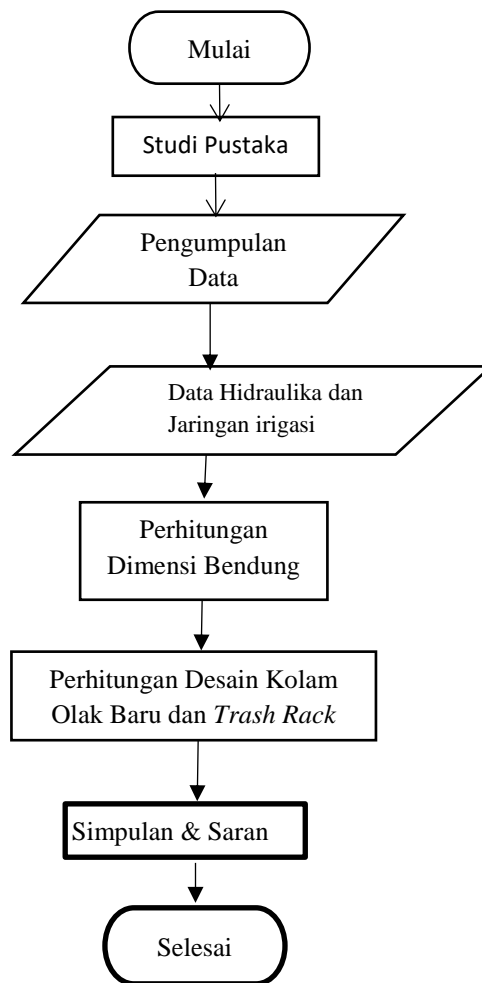 Mulai
Studi Pustaka
Pengumpulan
Data
Data Hidraulika dan
Jaringan irigasi
Perhitungan
Dimensi Bendung
Perhitungan Desain Kolam
Olak Baru dan Trash Rack
Simpulan & Saran
Selesai